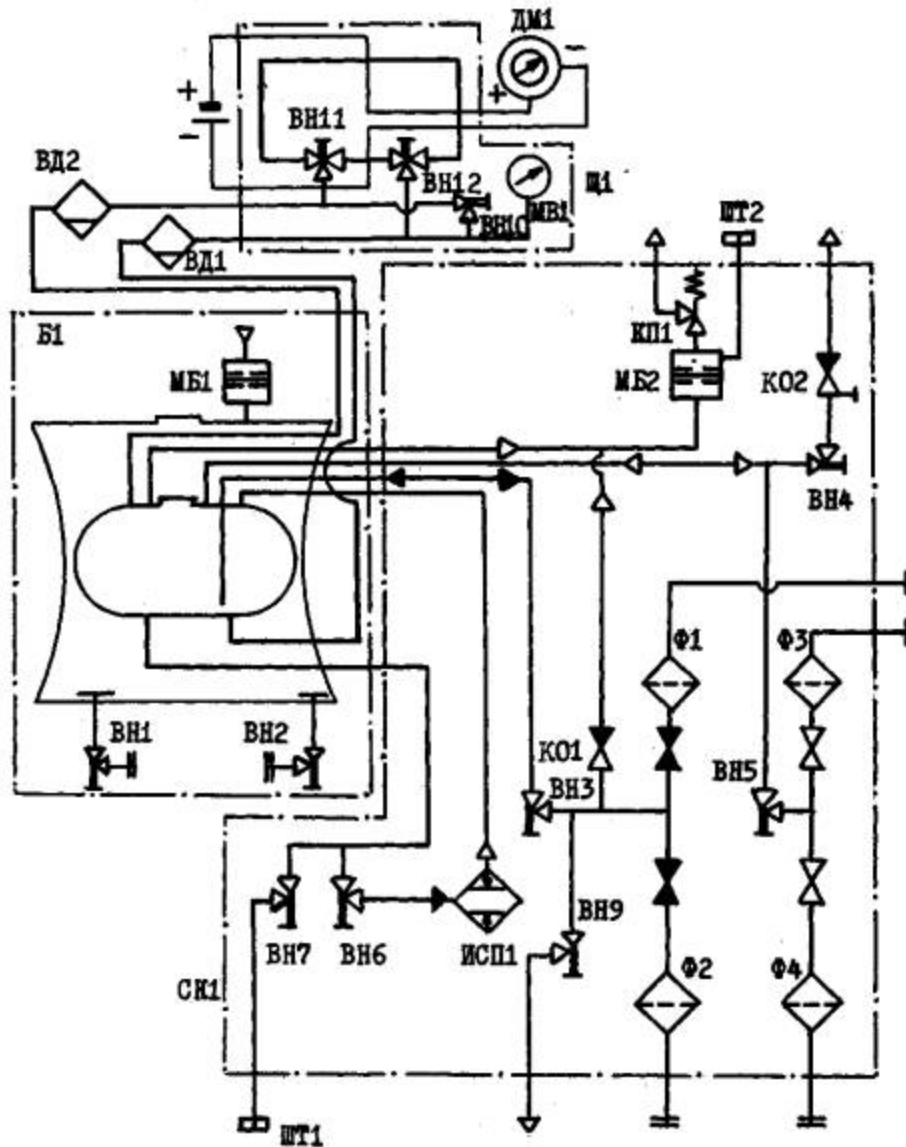 ДМ1
+
−
+
−
ВН11
ВД2
ВН12
Щ1
МВ1
ВН10
ШТ2
ВД1
Б1
КП1
МБ1
МБ2
КО2
ВН4
Ф1
Ф3
ВН1
ВН2
КО1
ВН3
ВН5
ВН9
ВН7
ВН6
ИСП1
Ф2
Ф4
СК1
ШТ1